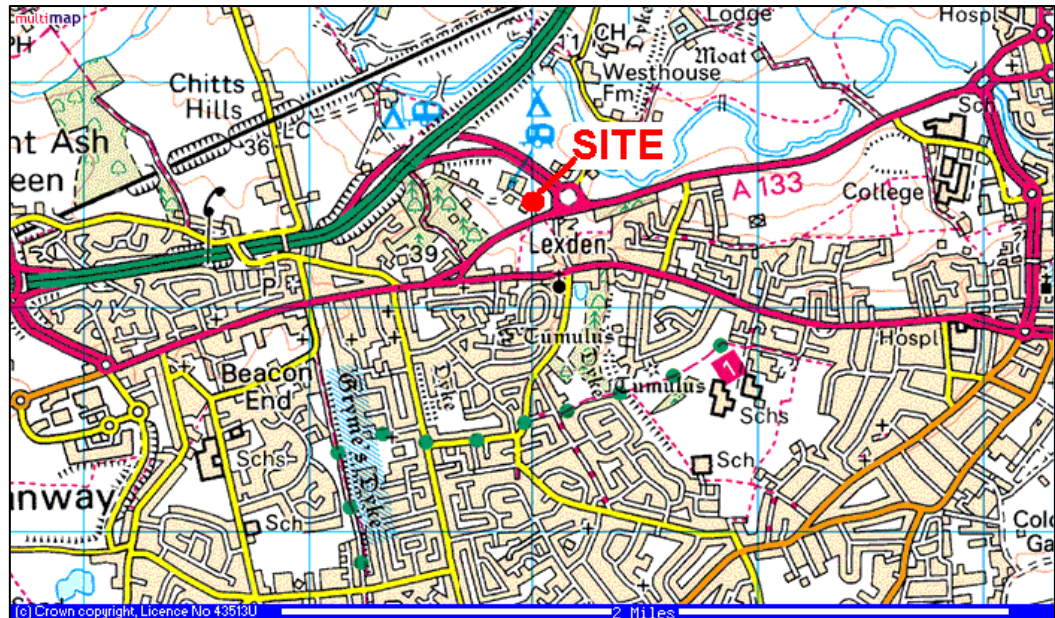 multimap
PH
Lodge
Hospl
CH
Dyke
Moat
Westhouse
Fm
Chitts
Hills
LC
36
nt Ash
een
SITE
Sch
A 133
College
Lexden
39
P
Tumulus
Hospl
Dyke
Dyke
Tumulus
1
Beacon
End
Gryme's Dyke
Schs
Schs
Sch
nway
Sch
Col
Ga
(c) Crown copyright, Licence No 43513U
2 Miles